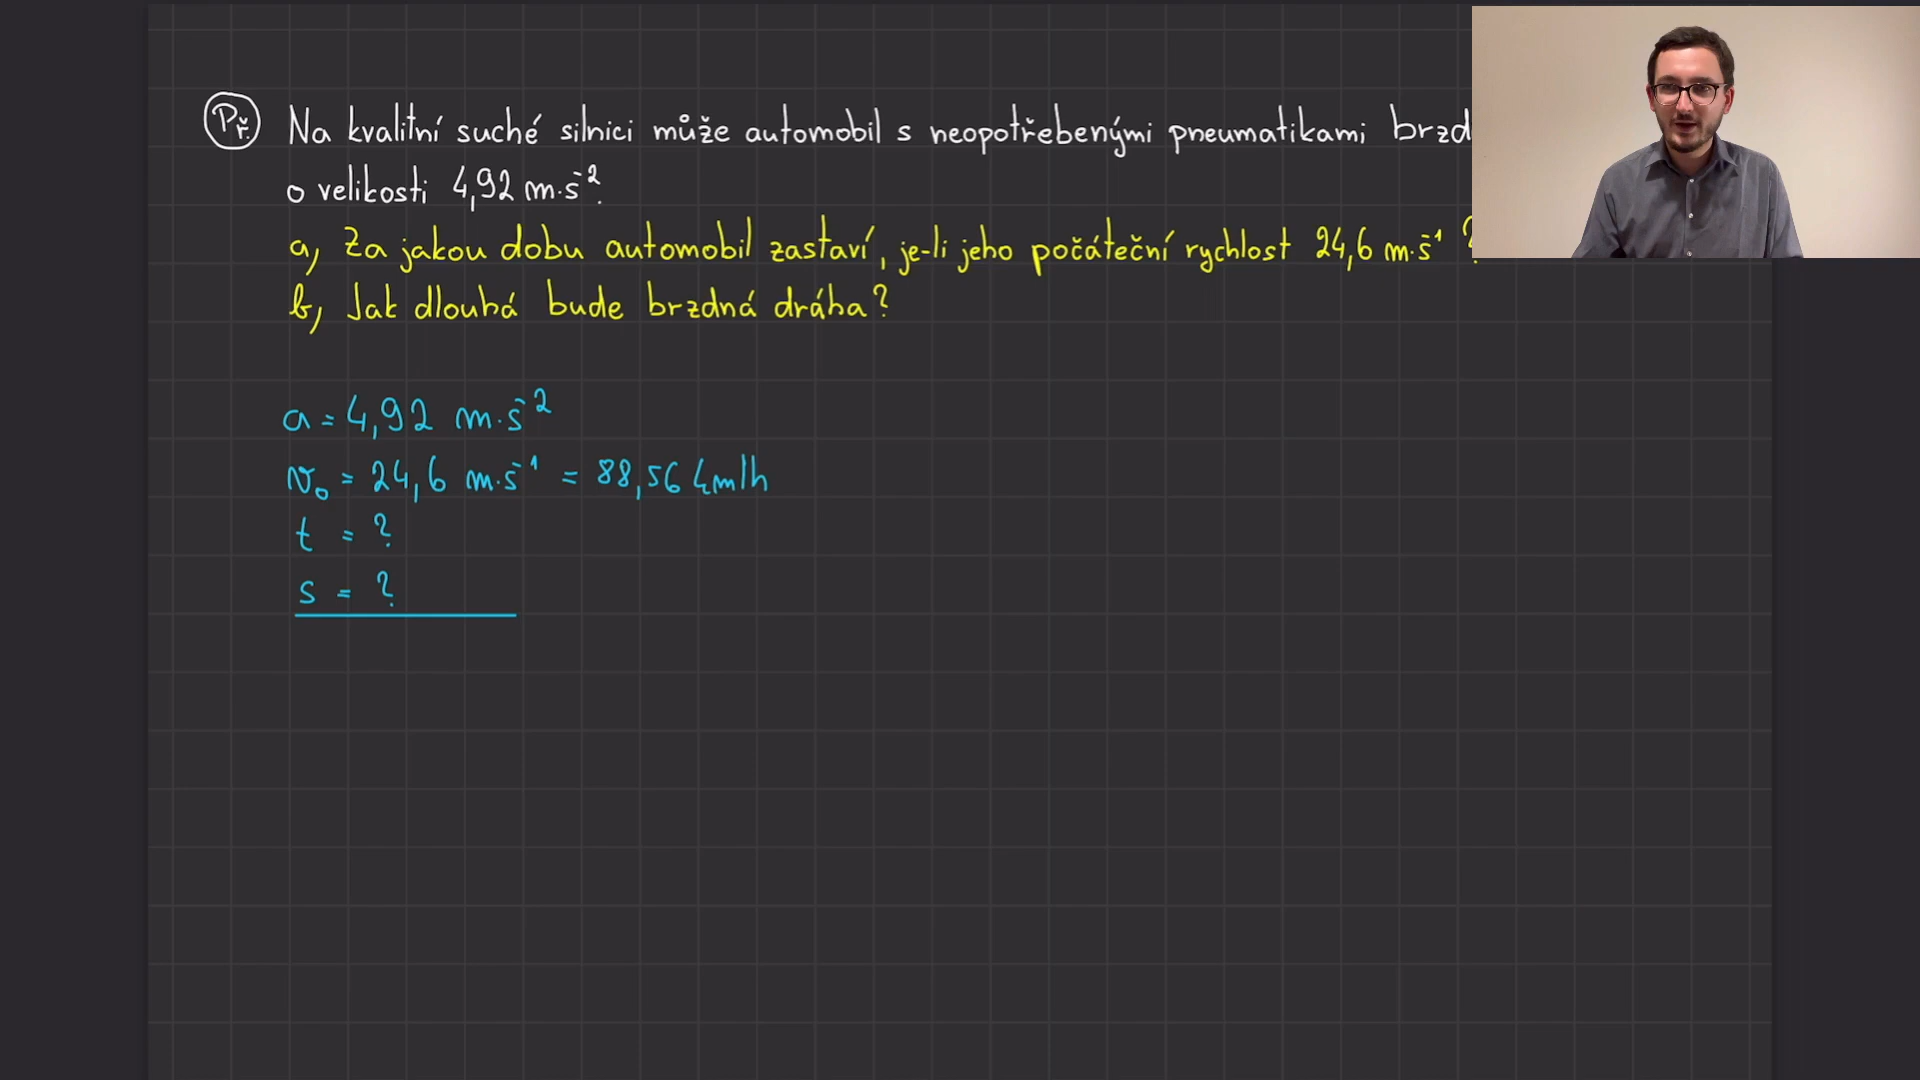 Př. Na kvalitní suché silnici může automobil s neopotřebenými pneumatikami brzd
o velikosti 4,92 m·s⁻².
a, Za jakou dobu automobil zastaví, je-li jeho počáteční rychlost 24,6 m·s⁻¹ ?
b, Jak dlouhá bude brzdná dráha?
a = 4,92 m·s⁻²
v₀ = 24,6 m·s⁻¹ = 88,56 km/h
t = ?
s = ?